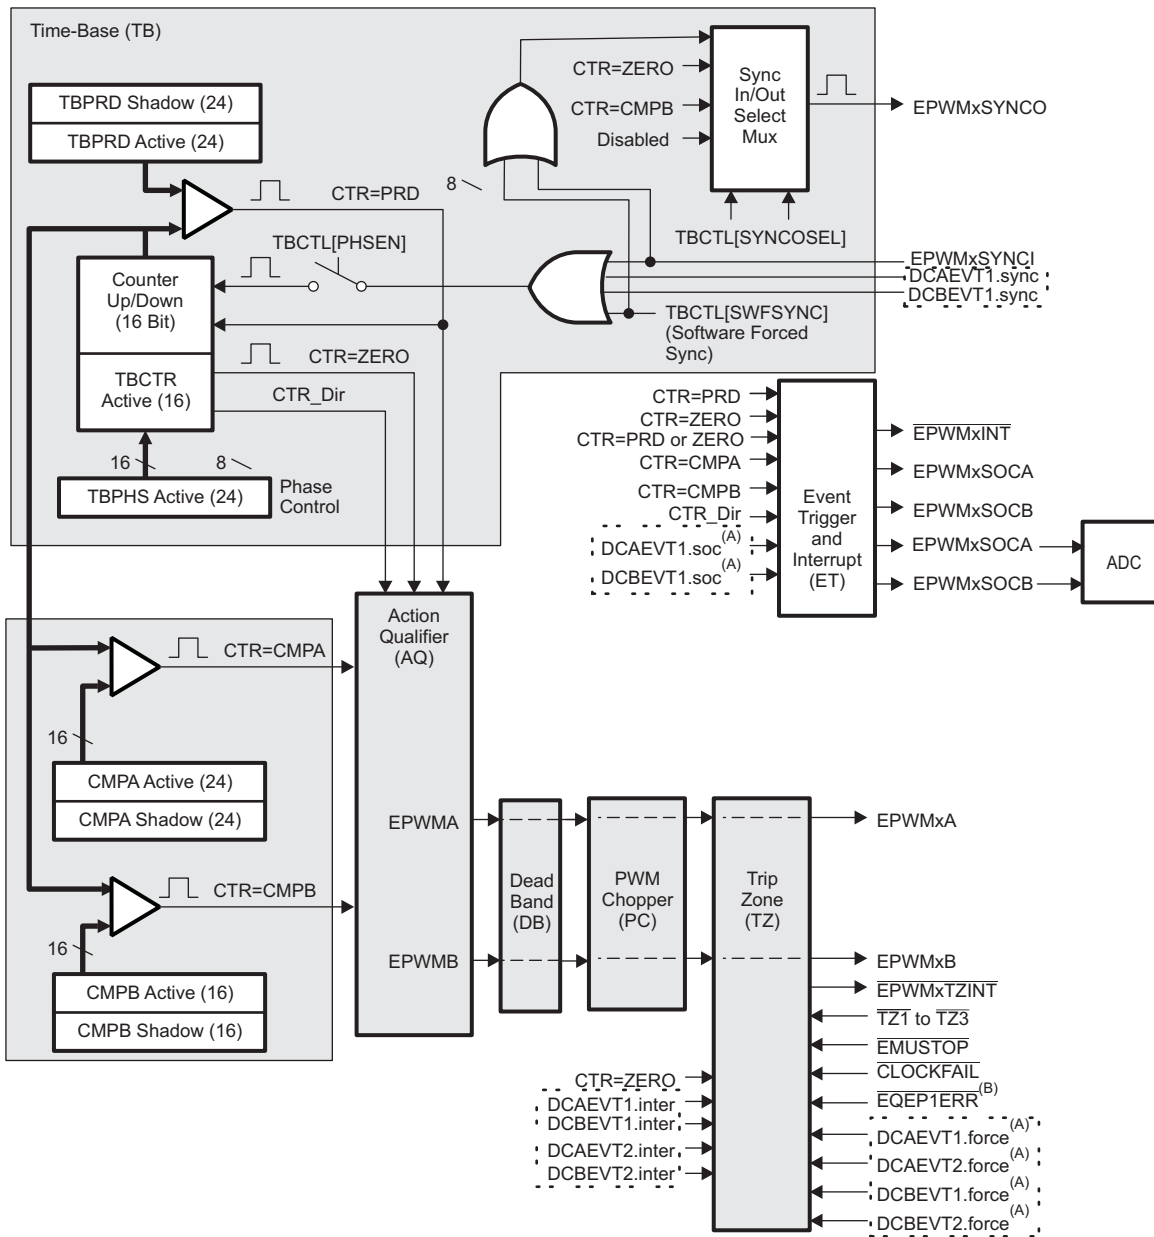 Time-Base (TB)
TBPRD Shadow (24)
TBPRD Active (24)
CTR=PRD
8
CTR=ZERO
CTR=CMPB
Disabled
Sync
In/Out
Select
Mux
EPWMxSYNCO
TBCTL[SYNCOSEL]
TBCTL[PHSEN]
EPWMxSYNCI
DCAEVT1.sync
DCBEVT1.sync
TBCTL[SWFSYNC]
(Software Forced
Sync)
Counter
Up/Down
(16 Bit)
TBCTR
Active (16)
CTR=ZERO
CTR_Dir
16
8
TBPHS Active (24)
Phase
Control
CTR=PRD
CTR=ZERO
CTR=PRD or ZERO
CTR=CMPA
CTR=CMPB
CTR_Dir
DCAEVT1.soc(A)
DCBEVT1.soc(A)
Event
Trigger
and
Interrupt
(ET)
EPWMxINT
EPWMxSOCA
EPWMxSOCB
EPWMxSOCA
EPWMxSOCB
ADC
Action
Qualifier
(AQ)
CTR=CMPA
16
CMPA Active (24)
CMPA Shadow (24)
CTR=CMPB
16
CMPB Active (16)
CMPB Shadow (16)
EPWMA
EPWMB
Dead
Band
(DB)
PWM
Chopper
(PC)
Trip
Zone
(TZ)
EPWMxA
EPWMxB
EPWMxTZINT
TZ1 to TZ3
EMUSTOP
CLOCKFAIL
EQEP1ERR(B)
DCAEVT1.force(A)
DCAEVT2.force(A)
DCBEVT1.force(A)
DCBEVT2.force(A)
CTR=ZERO
DCAEVT1.inter
DCBEVT1.inter
DCAEVT2.inter
DCBEVT2.inter